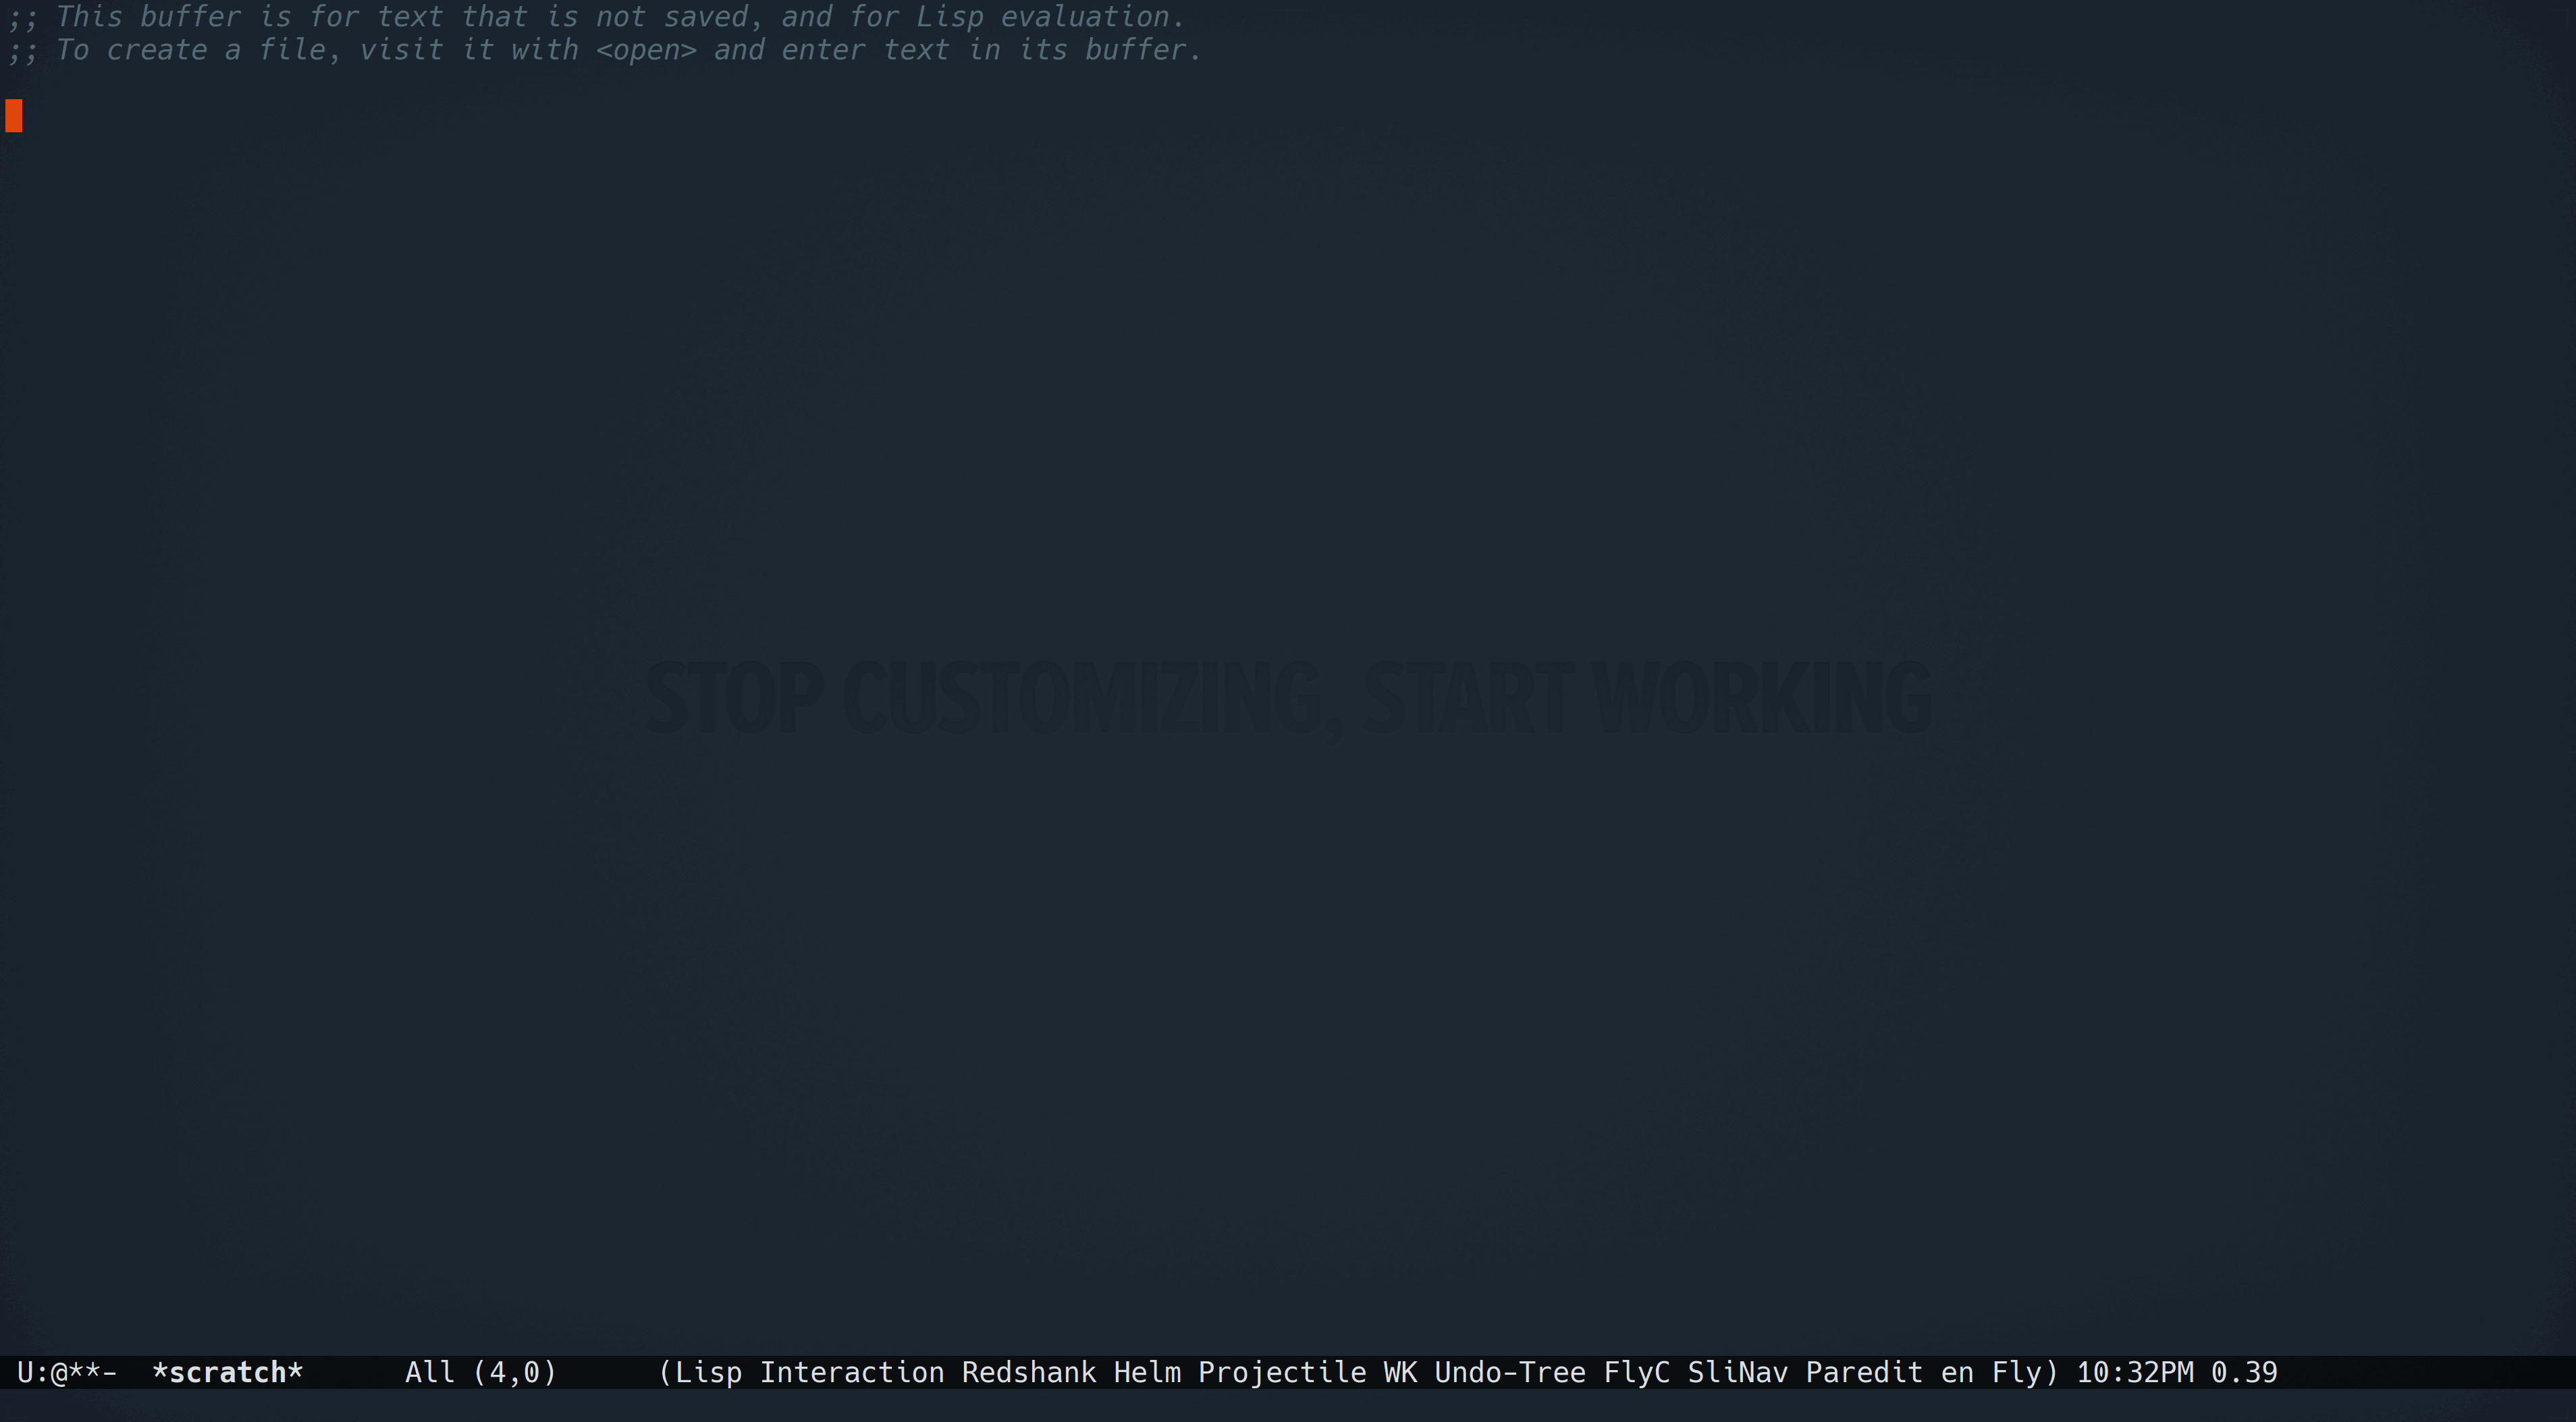 ;; This buffer is for text that is not saved, and for Lisp evaluation.
;; To create a file, visit it with <open> and enter text in its buffer.
STOP CUSTOMIZING, START WORKING
U:@**-  *scratch*      All (4,0)      (Lisp Interaction Redshank Helm Projectile WK Undo-Tree FlyC SliNav Paredit en Fly) 10:32PM 0.39